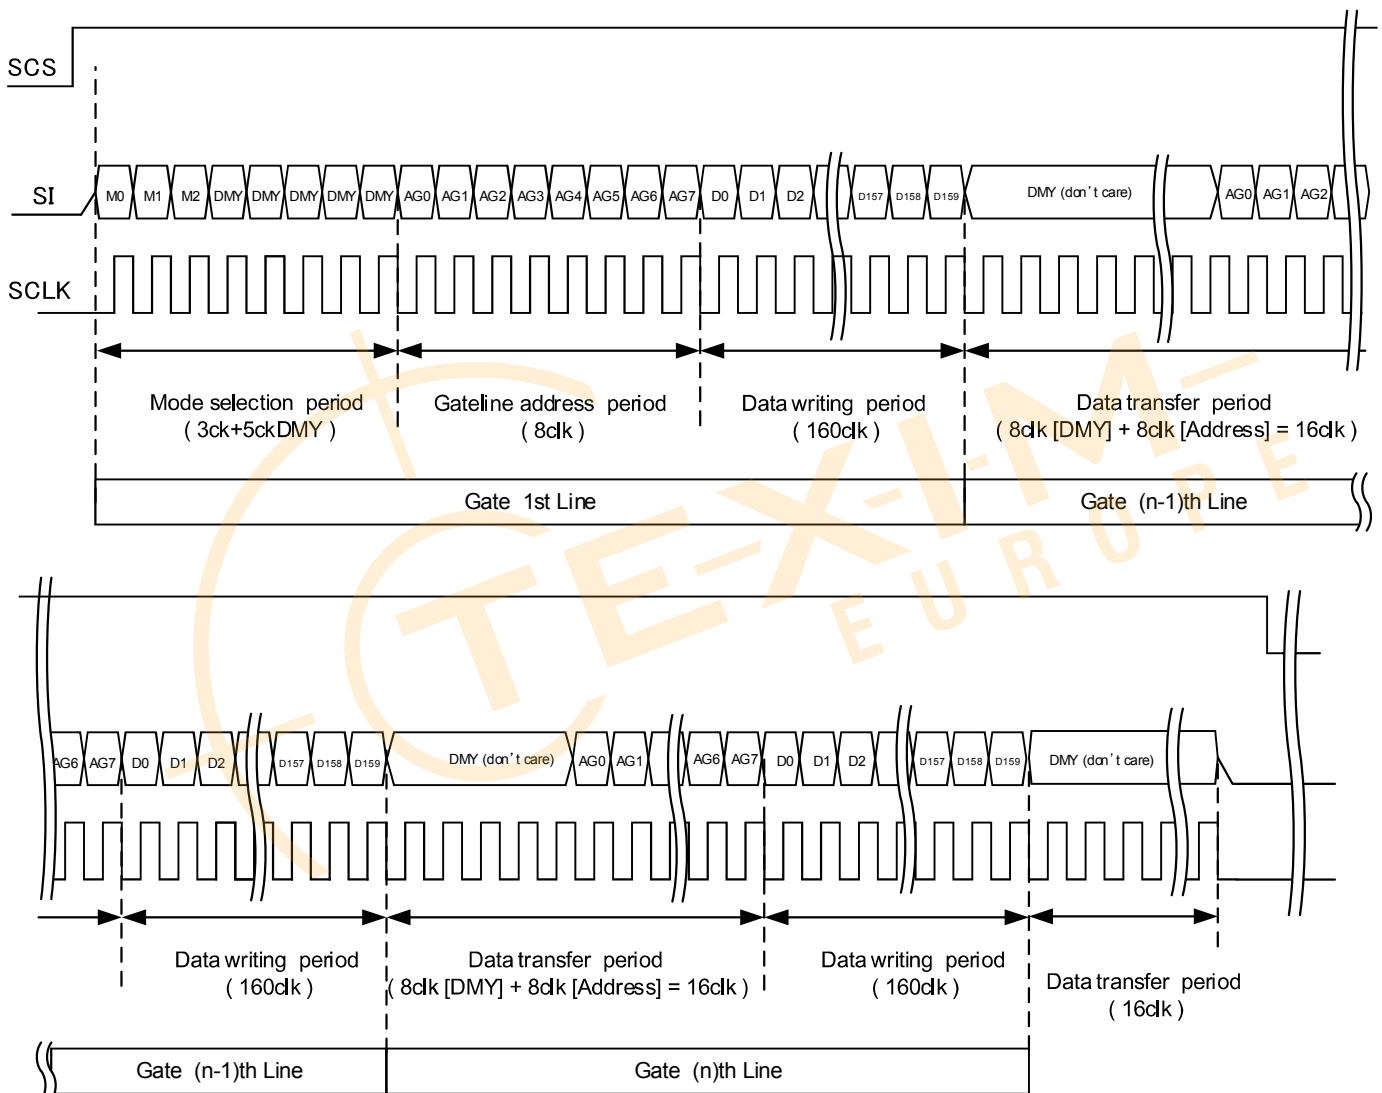 SCS
SI
M0 M1 M2 DMY DMY DMY DMY DMY AG0 AG1 AG2 AG3 AG4 AG5 AG6 AG7 D0 D1 D2 D157 D158 D159 DMY (don't care) AG0 AG1 AG2
SCLK
Mode selection period Gateline address period Data writing period Data transfer period
( 3ck+5ckDMY ) ( 8clk ) ( 160clk ) ( 8clk [DMY] + 8clk [Address] = 16clk )
Gate 1st Line Gate (n-1)th Line
TEXIM
EUROPE
AG6 AG7 D0 D1 D2 D157 D158 D159 DMY (don't care) AG0 AG1 AG6 AG7 D0 D1 D2 D157 D158 D159 DMY (don't care)
Data writing period Data transfer period Data writing period Data transfer period
( 160clk ) ( 8clk [DMY] + 8clk [Address] = 16clk ) ( 160clk ) ( 16clk )
Gate (n-1)th Line Gate (n)th Line